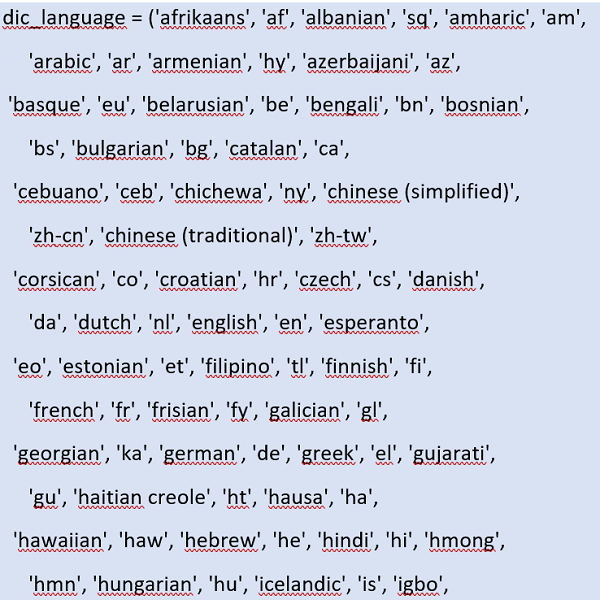 dic_language = ('afrikaans', 'af', 'albanian', 'sq', 'amharic', 'am',
'arabic', 'ar', 'armenian', 'hy', 'azerbaijani', 'az',
'basque', 'eu', 'belarusian', 'be', 'bengali', 'bn', 'bosnian',
'bs', 'bulgarian', 'bg', 'catalan', 'ca',
'cebuano', 'ceb', 'chichewa', 'ny', 'chinese (simplified)',
'zh-cn', 'chinese (traditional)', 'zh-tw',
'corsican', 'co', 'croatian', 'hr', 'czech', 'cs', 'danish',
'da', 'dutch', 'nl', 'english', 'en', 'esperanto',
'eo', 'estonian', 'et', 'filipino', 'tl', 'finnish', 'fi',
'french', 'fr', 'frisian', 'fy', 'galician', 'gl',
'georgian', 'ka', 'german', 'de', 'greek', 'el', 'gujarati',
'gu', 'haitian creole', 'ht', 'hausa', 'ha',
'hawaiian', 'haw', 'hebrew', 'he', 'hindi', 'hi', 'hmong',
'hmn', 'hungarian', 'hu', 'icelandic', 'is', 'igbo',